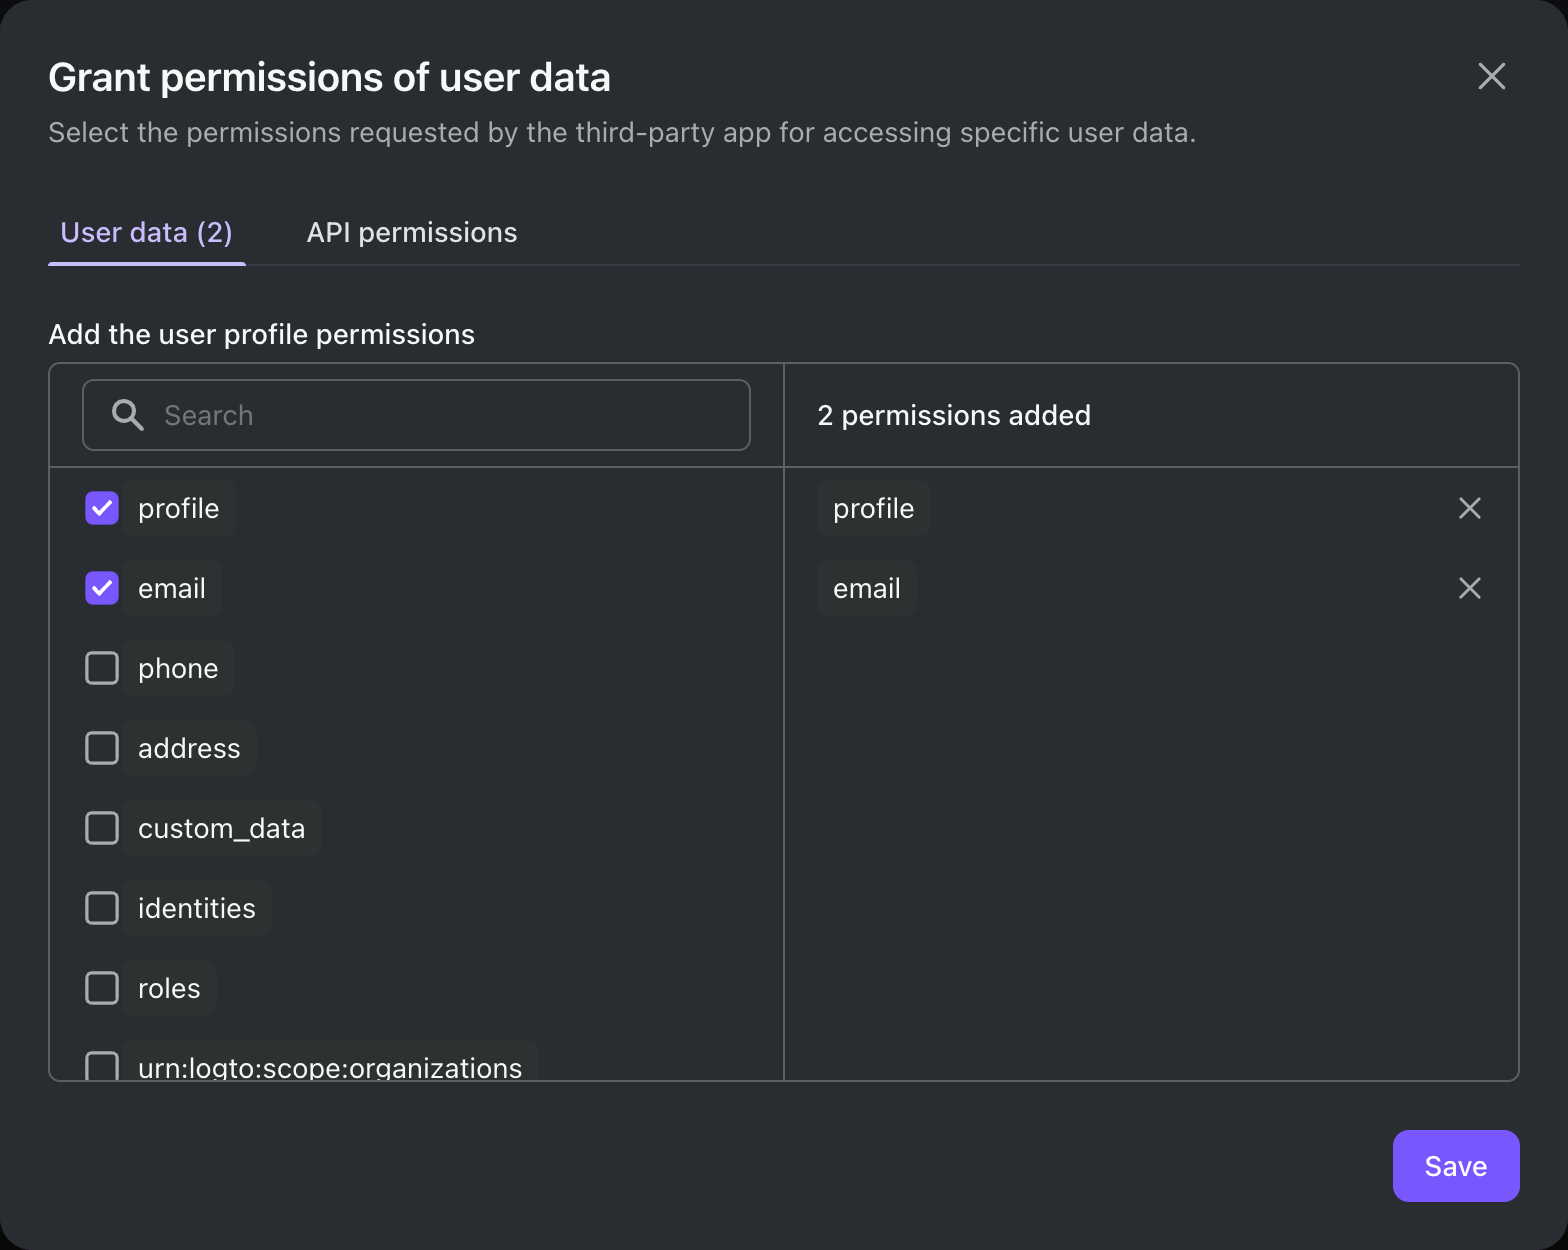 Grant permissions of user data
Select the permissions requested by the third-party app for accessing specific user data.
User data (2)
API permissions
Add the user profile permissions
Search
2 permissions added
profile
email
phone
address
custom_data
identities
roles
urn:logto:scope:organizations
profile
email
Save